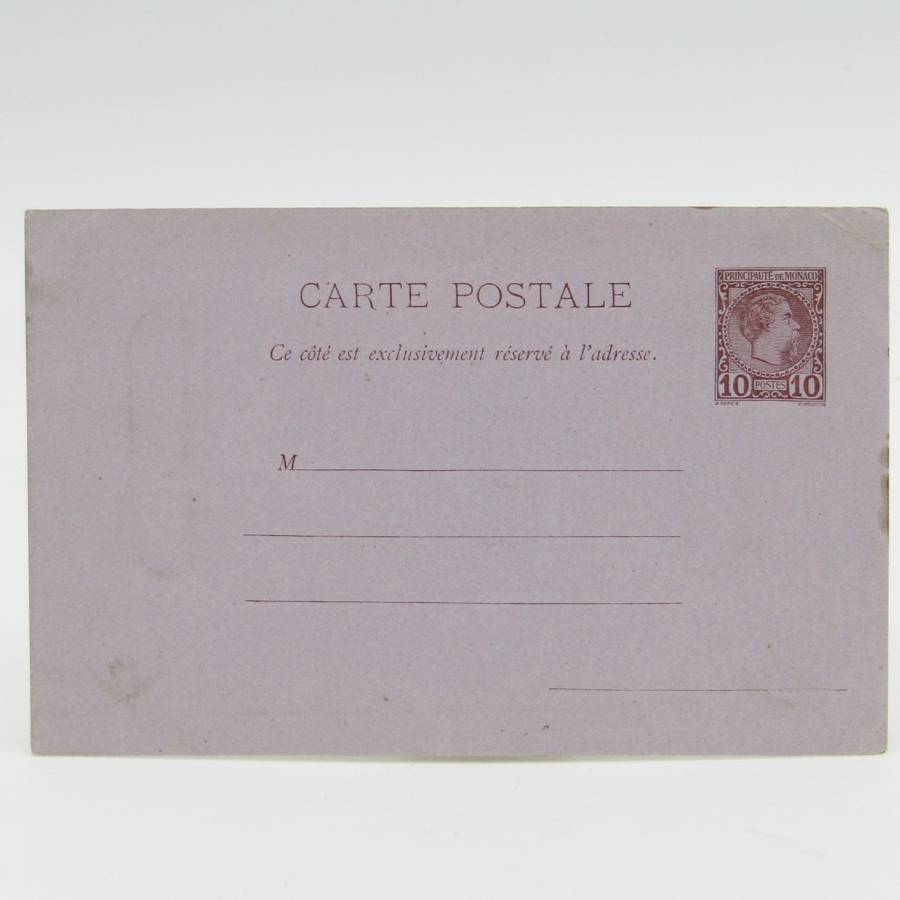 CARTE POSTALE
Ce côté est exclusivement réservé à l'adresse.
M
PRINCIPAUTÉ DE MONACO
10 POSTES 10